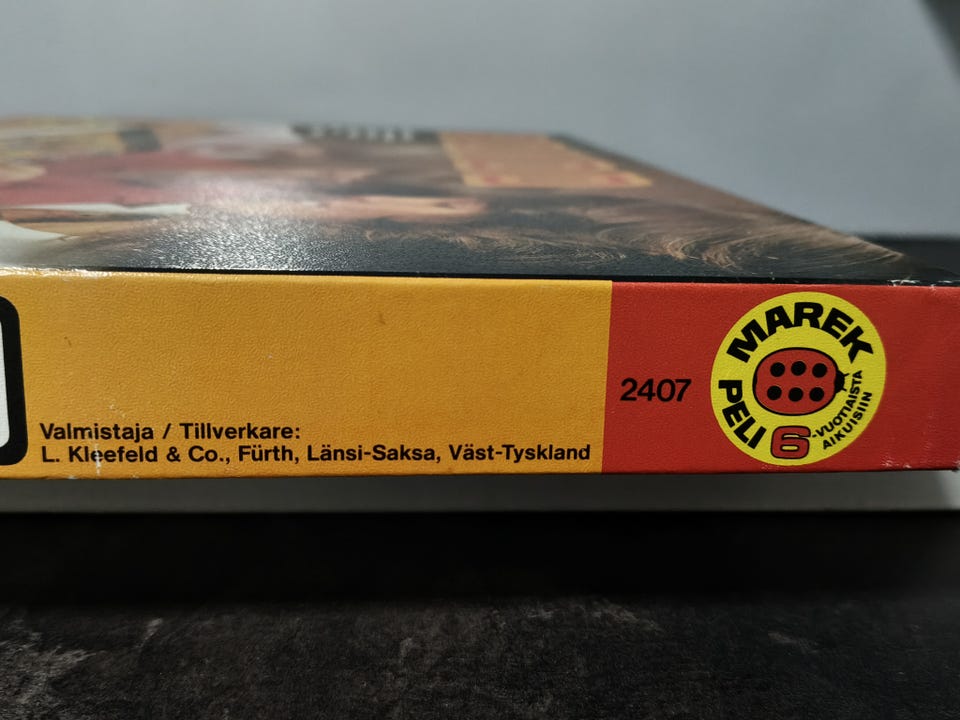 Valmistaja / Tillverkare:
L. Kleefeld & Co., Fürth, Länsi-Saksa, Väst-Tyskland
2407
MAREK
PELI 6 -VUOTIAISTA
AIKUISIIN